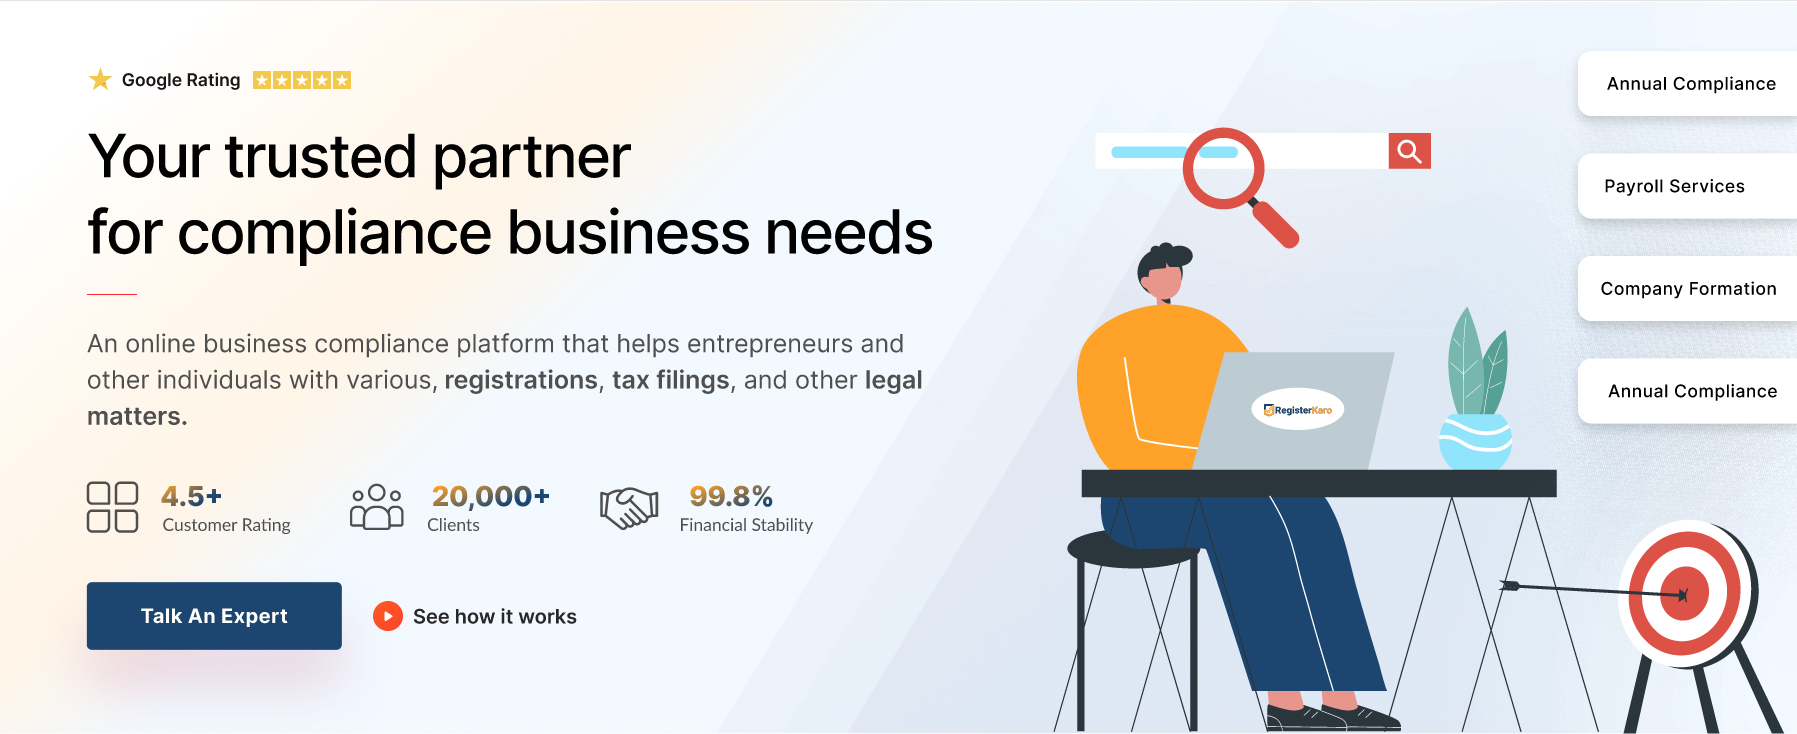 Google Rating
Your trusted partner
for compliance business needs
An online business compliance platform that helps entrepreneurs and
other individuals with various, registrations, tax filings, and other legal
matters.
4.5+
Customer Rating
20,000+
Clients
99.8%
Financial Stability
Talk An Expert
See how it works
RegisterKaro
Annual Compliance
Payroll Services
Company Formation
Annual Compliance